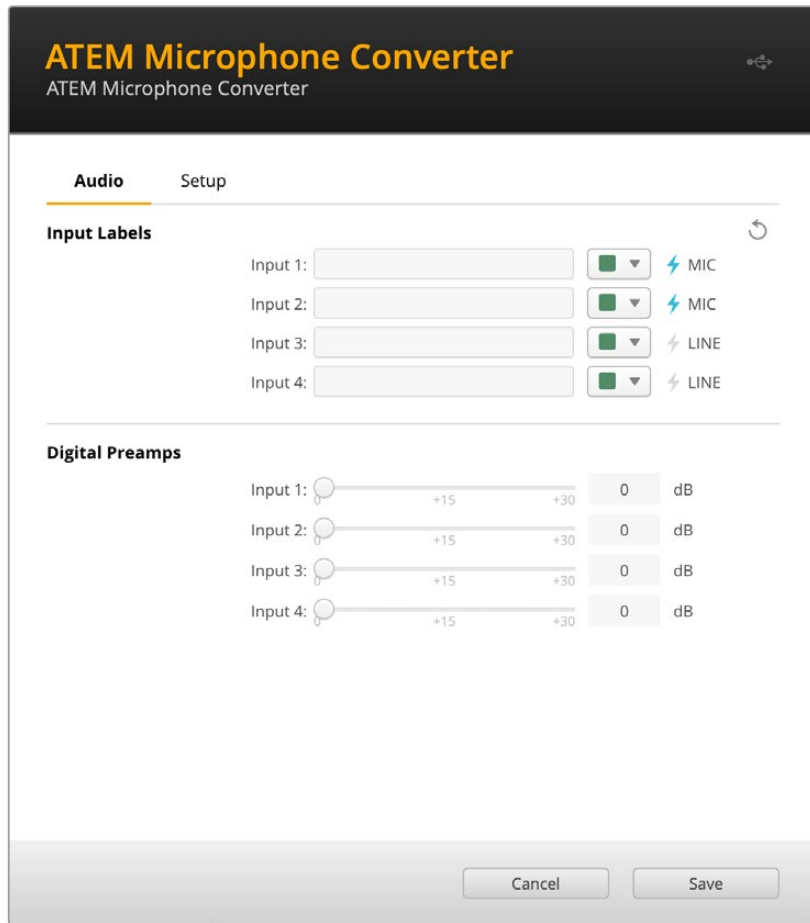 ATEM Microphone Converter
ATEM Microphone Converter
Audio Setup
Input Labels
Input 1: MIC
Input 2: MIC
Input 3: LINE
Input 4: LINE
Digital Preamps
Input 1: 0 dB
0 +15 +30
Input 2: 0 dB
0 +15 +30
Input 3: 0 dB
0 +15 +30
Input 4: 0 dB
0 +15 +30
Cancel Save